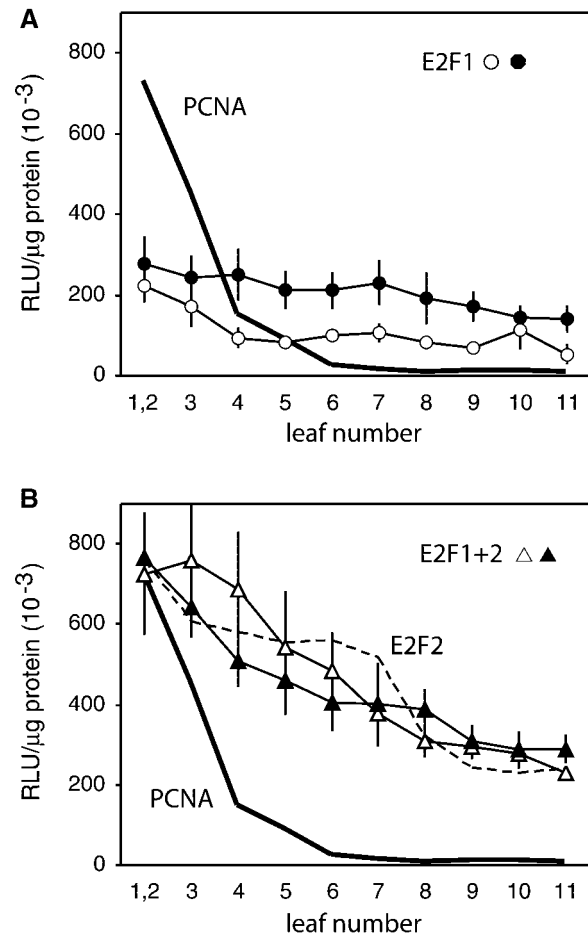 A
800
E2F1
PCNA
600
RLU/μg protein (10⁻³)
400
200
0
1,2 3 4 5 6 7 8 9 10 11
leaf number
B
800
E2F1+2
600
E2F2
RLU/μg protein (10⁻³)
400
200
PCNA
0
1,2 3 4 5 6 7 8 9 10 11
leaf number